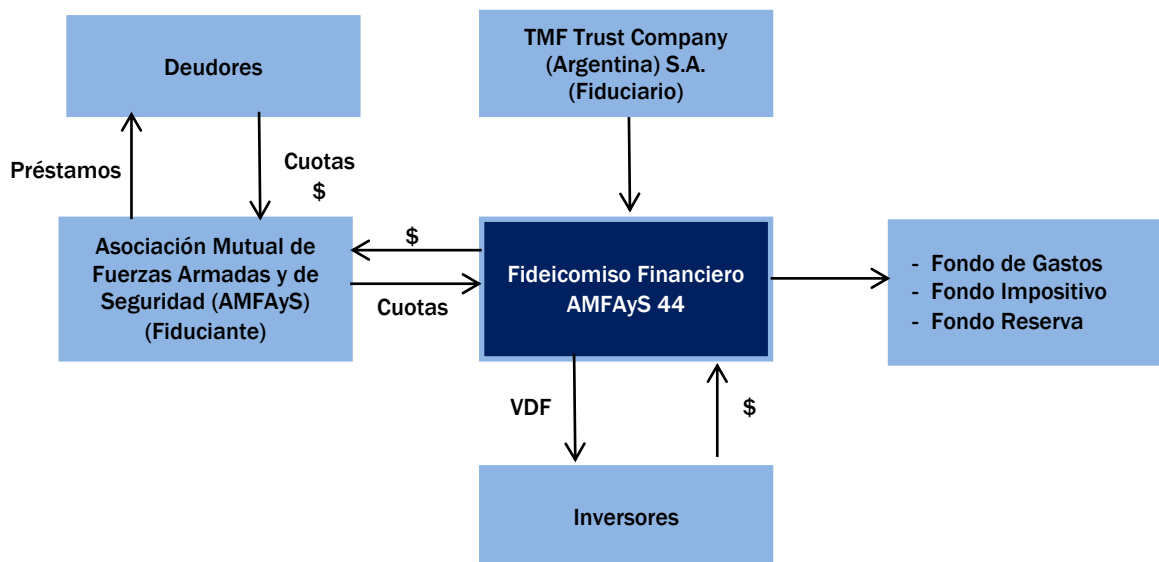 Deudores
TMF Trust Company
(Argentina) S.A.
(Fiduciario)
Préstamos
Cuotas
$
Asociación Mutual de
Fuerzas Armadas y de
Seguridad (AMFAyS)
(Fiduciante)
$
Cuotas
Fideicomiso Financiero
AMFAyS 44
- Fondo de Gastos
- Fondo Impositivo
- Fondo Reserva
VDF
$
Inversores